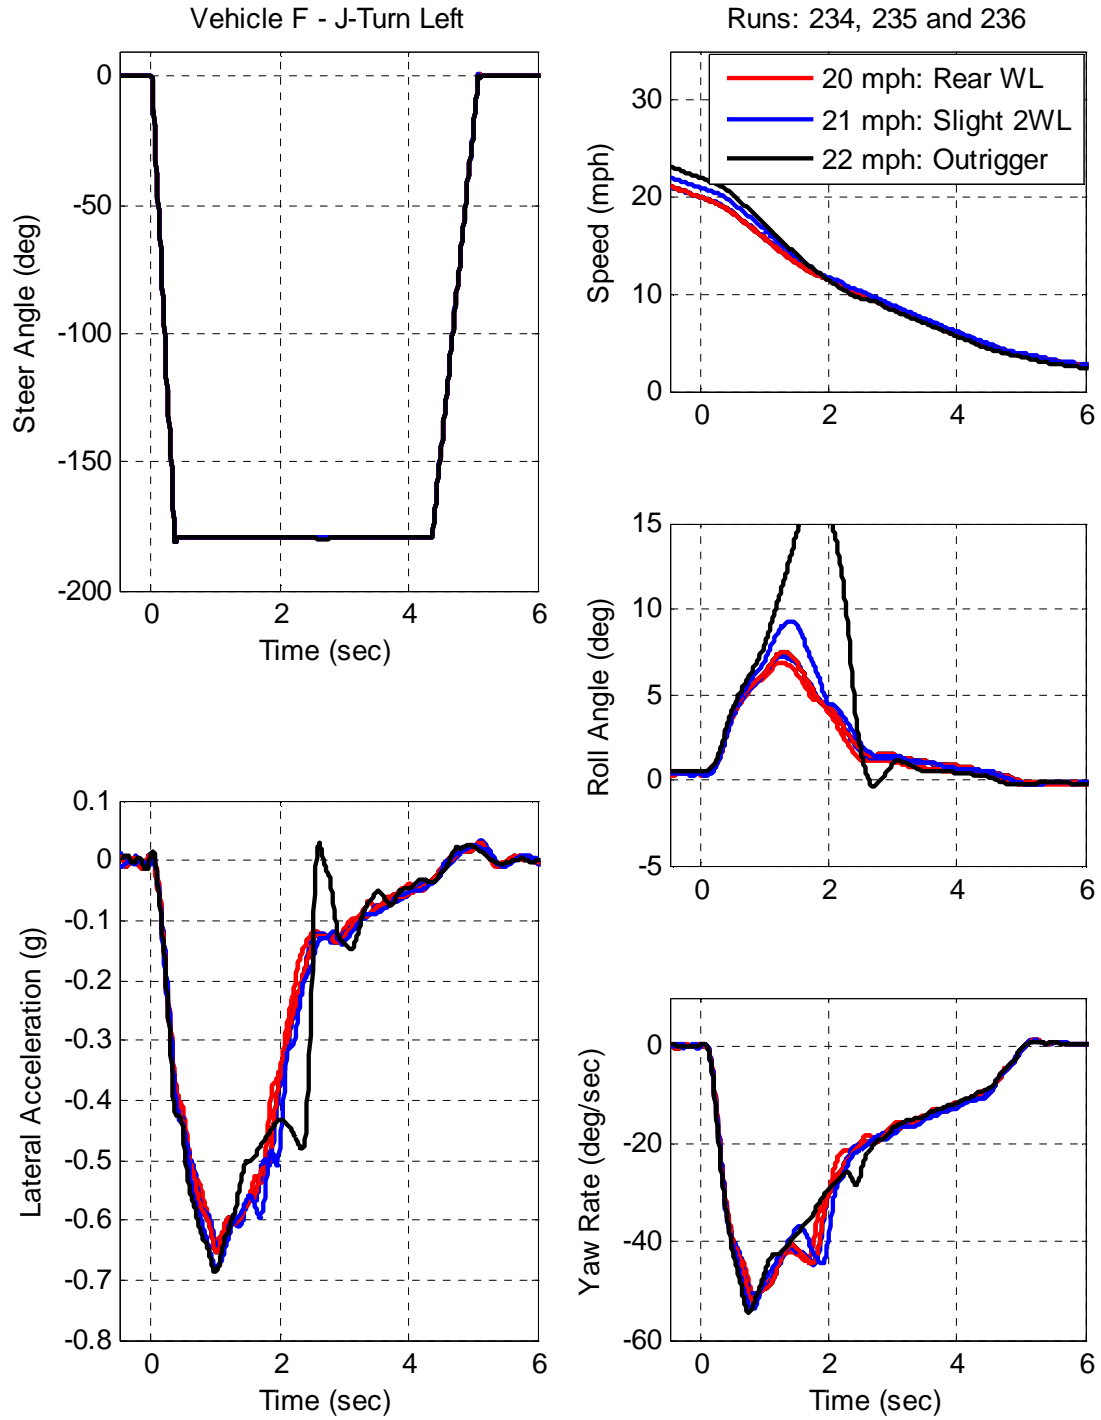 Vehicle F - J-Turn Left
0
-50
-100
-150
-200
Steer Angle (deg)
0 2 4 6
Time (sec)
Runs: 234, 235 and 236
20 mph: Rear WL
21 mph: Slight 2WL
22 mph: Outrigger
30
20
10
0
Speed (mph)
0 2 4 6
15
10
5
0
-5
Roll Angle (deg)
0 2 4 6
0.1
0
-0.1
-0.2
-0.3
-0.4
-0.5
-0.6
-0.7
-0.8
Lateral Acceleration (g)
0 2 4 6
Time (sec)
0
-20
-40
-60
Yaw Rate (deg/sec)
0 2 4 6
Time (sec)